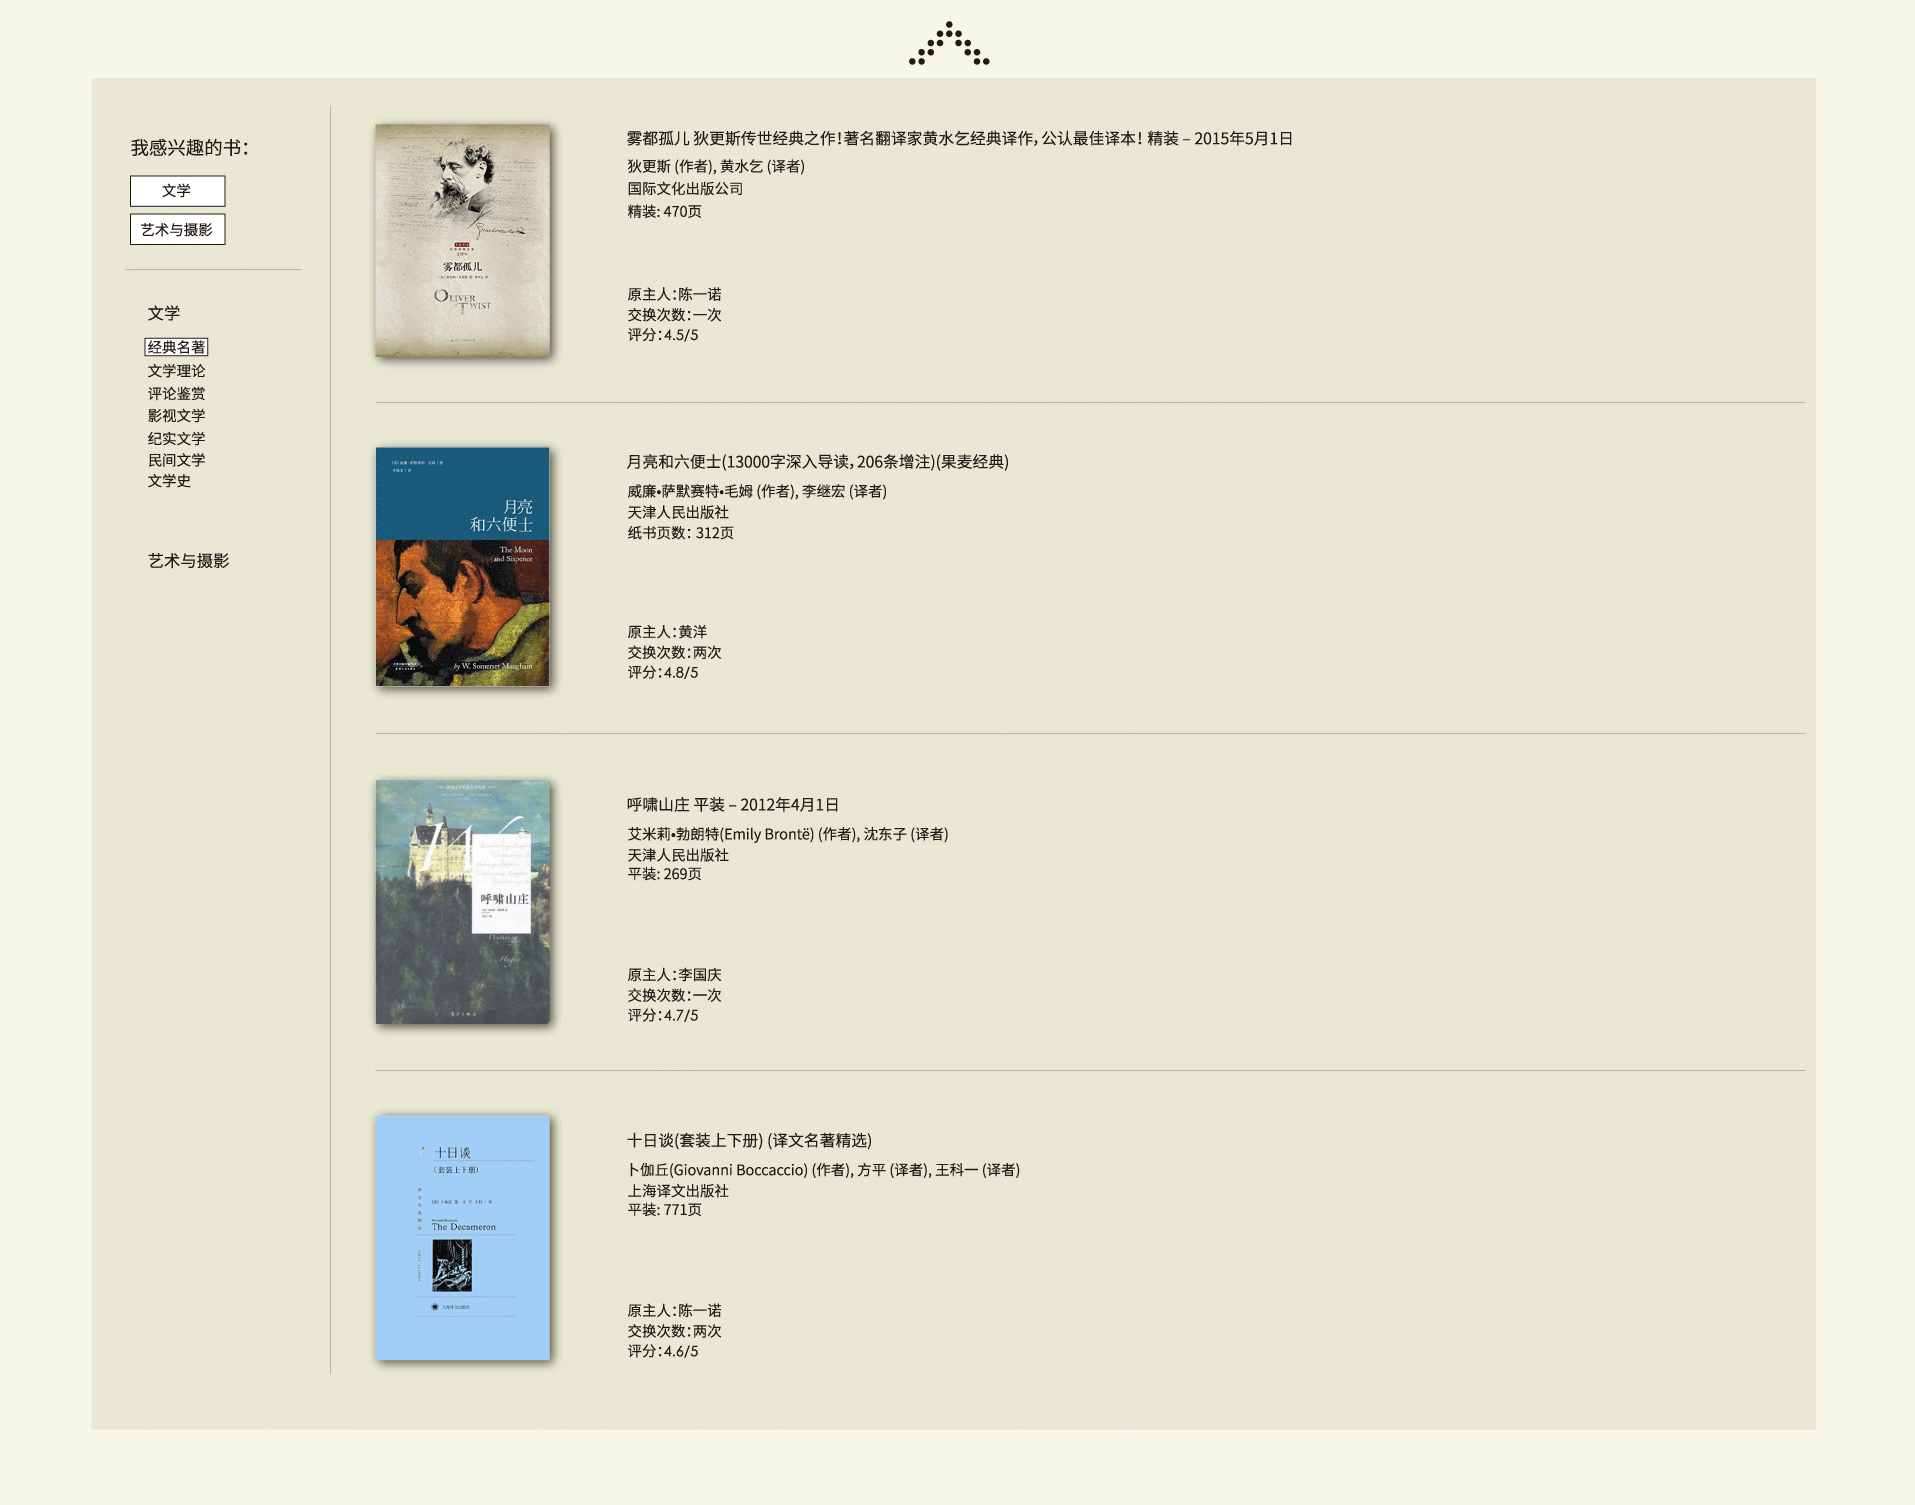 我感兴趣的书：
文学
艺术与摄影
文学
经典名著
文学理论
评论鉴赏
影视文学
纪实文学
民间文学
文学史
艺术与摄影
雾都孤儿
OLIVER
TWIST
雾都孤儿 狄更斯传世经典之作！著名翻译家黄水乞经典译作，公认最佳译本！ 精装 – 2015年5月1日
狄更斯 (作者), 黄水乞 (译者)
国际文化出版公司
精装: 470页
原主人：陈一诺
交换次数：一次
评分：4.5/5
月亮
和六便士
The Moon
and Sixpence
by W. Somerset Maugham
月亮和六便士(13000字深入导读，206条增注)(果麦经典)
威廉•萨默赛特•毛姆 (作者), 李继宏 (译者)
天津人民出版社
纸书页数： 312页
原主人：黄洋
交换次数：两次
评分：4.8/5
呼啸山庄
Wuthering
Heights
呼啸山庄 平装 – 2012年4月1日
艾米莉•勃朗特(Emily Brontë) (作者), 沈东子 (译者)
天津人民出版社
平装: 269页
原主人：李国庆
交换次数：一次
评分：4.7/5
十日谈
（套装上下册）
The Decameron
上海译文出版社
十日谈(套装上下册) (译文名著精选)
卜伽丘(Giovanni Boccaccio) (作者), 方平 (译者), 王科一 (译者)
上海译文出版社
平装: 771页
原主人：陈一诺
交换次数：两次
评分：4.6/5